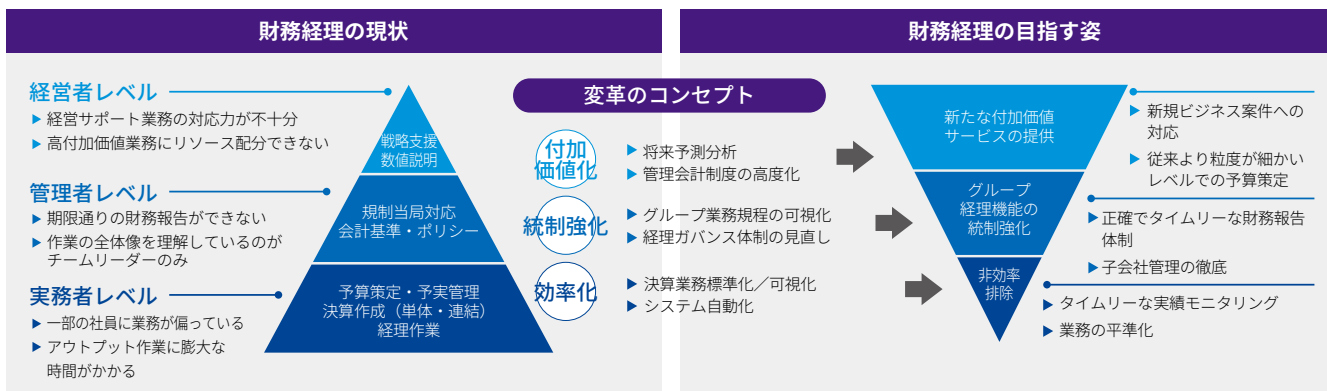 財務経理の現状
経営者レベル
▶ 経営サポート業務の対応力が不十分
▶ 高付加価値業務にリソース配分できない
管理者レベル
▶ 期限通りの財務報告ができない
▶ 作業の全体像を理解しているのが
チームリーダーのみ
実務者レベル
▶ 一部の社員に業務が偏っている
▶ アウトプット作業に膨大な
時間がかかる
戦略支援
数値説明
規制当局対応
会計基準・ポリシー
予算策定・予実管理
決算作成（単体・連結）
経理作業
変革のコンセプト
付加
価値化
▶ 将来予測分析
▶ 管理会計制度の高度化
統制強化
▶ グループ業務規程の可視化
▶ 経理ガバンス体制の見直し
効率化
▶ 決算業務標準化／可視化
▶ システム自動化
財務経理の目指す姿
新たな付加価値
サービスの提供
グループ
経理機能の
統制強化
非効率
排除
▶ 新規ビジネス案件への
対応
▶ 従来より粒度が細かい
レベルでの予算策定
▶ 正確でタイムリーな財務報告
体制
▶ 子会社管理の徹底
▶ タイムリーな実績モニタリング
▶ 業務の平準化